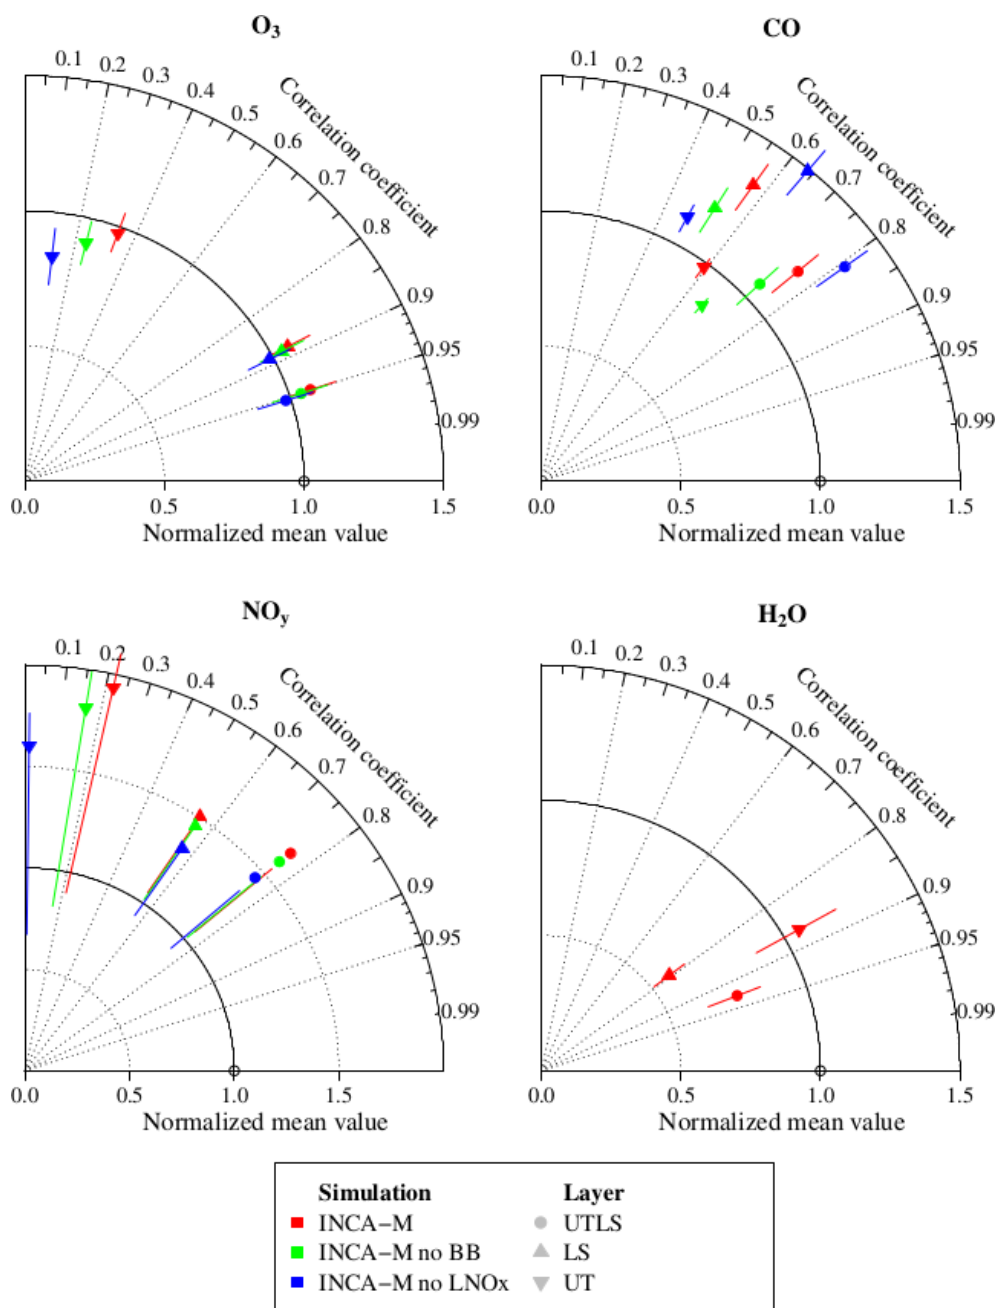 O3
0.1 0.2 0.3 0.4 0.5 0.6 0.7 0.8 0.9 0.95 0.99
Correlation coefficient
0.0 0.5 1.0 1.5
Normalized mean value
CO
0.1 0.2 0.3 0.4 0.5 0.6 0.7 0.8 0.9 0.95 0.99
Correlation coefficient
0.0 0.5 1.0 1.5
Normalized mean value
NOy
0.1 0.2 0.3 0.4 0.5 0.6 0.7 0.8 0.9 0.95 0.99
Correlation coefficient
0.0 0.5 1.0 1.5
Normalized mean value
H2O
0.1 0.2 0.3 0.4 0.5 0.6 0.7 0.8 0.9 0.95 0.99
Correlation coefficient
0.0 0.5 1.0 1.5
Normalized mean value
Simulation Layer
INCA−M UTLS
INCA−M no BB LS
INCA−M no LNOx UT